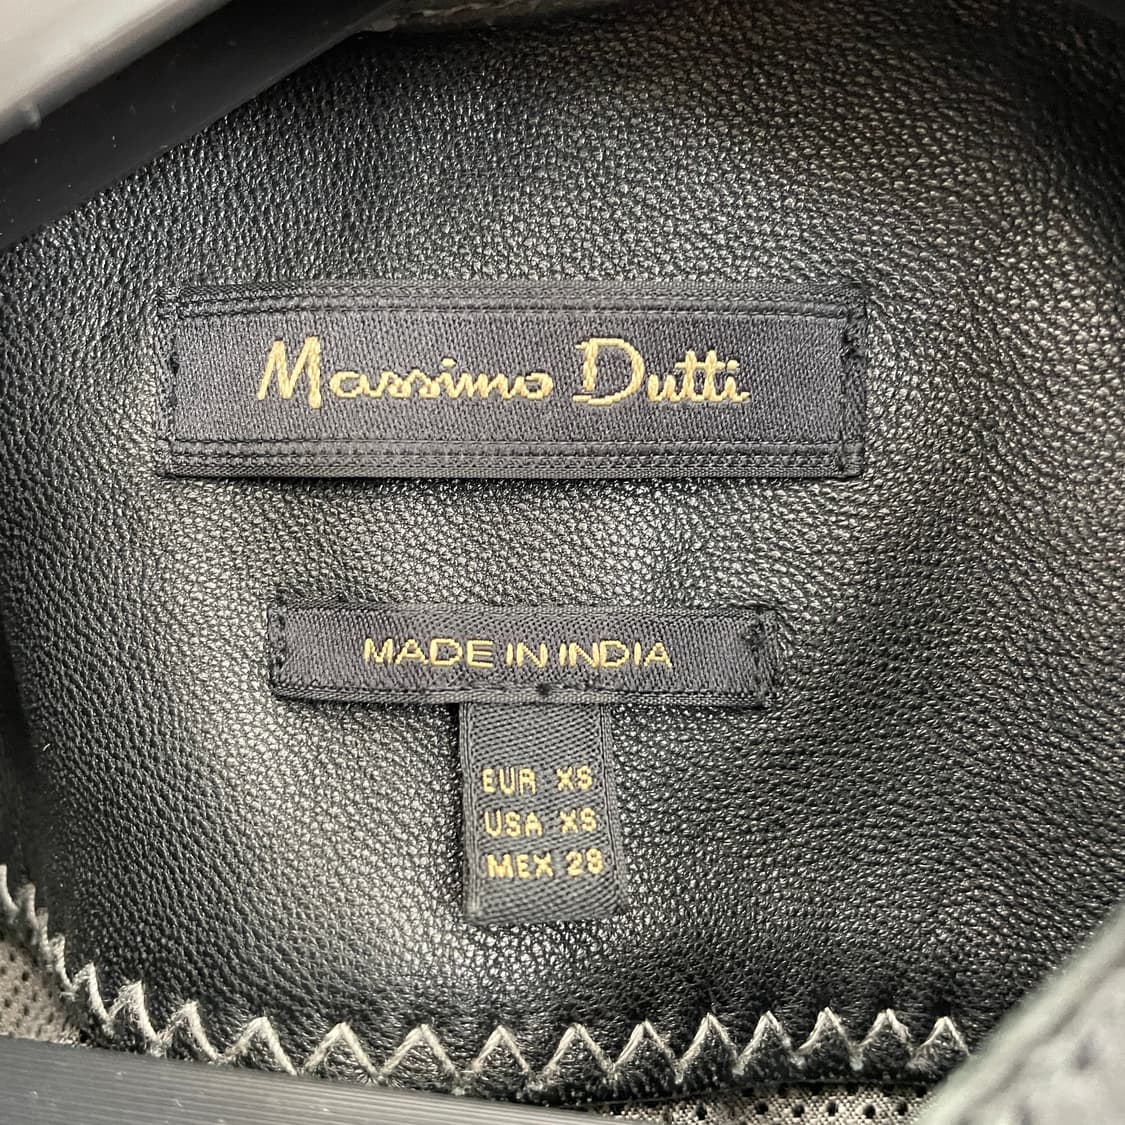 Massimo Dutti
MADE IN INDIA
EUR XS
USA XS
MEX 28